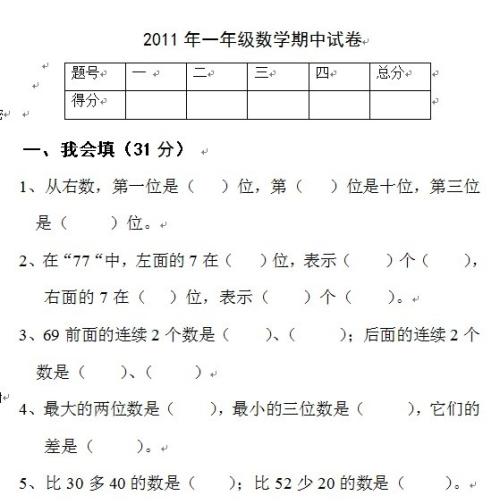 2011 年一年级数学期中试卷
题号 一 二 三 四 总分
得分
一、我会填（31 分）
1、从右数，第一位是（ ）位，第（ ）位是十位，第三位
是（ ）位。
2、在“77“中，左面的 7 在（ ）位，表示（ ）个（ ），
右面的 7 在（ ）位，表示（ ）个（ ）。
3、69 前面的连续 2 个数是（ ）、（ ）；后面的连续 2 个
数是（ ）、（ ）
4、最大的两位数是（ ），最小的三位数是（ ），它们的
差是（ ）。
5、比 30 多 40 的数是（ ）；比 52 少 20 的数是（ ）。